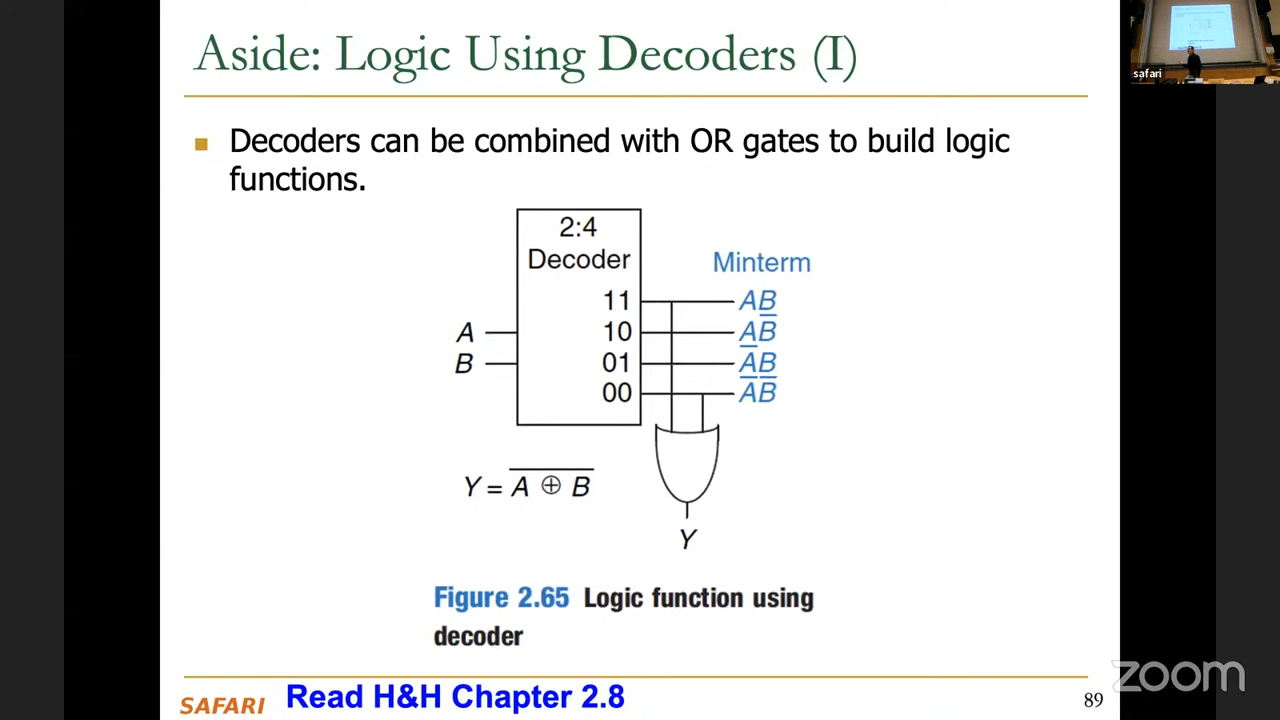 Aside: Logic Using Decoders (I)
safari
■ Decoders can be combined with OR gates to build logic
functions.
2:4
Decoder
Minterm
11
AB
A
10
AB̅
B
01
A̅B
00
A̅B̅
Y = A̅ ̅⊕̅ ̅B̅
Y
Figure 2.65 Logic function using
decoder
SAFARI
Read H&H Chapter 2.8
89
zoom